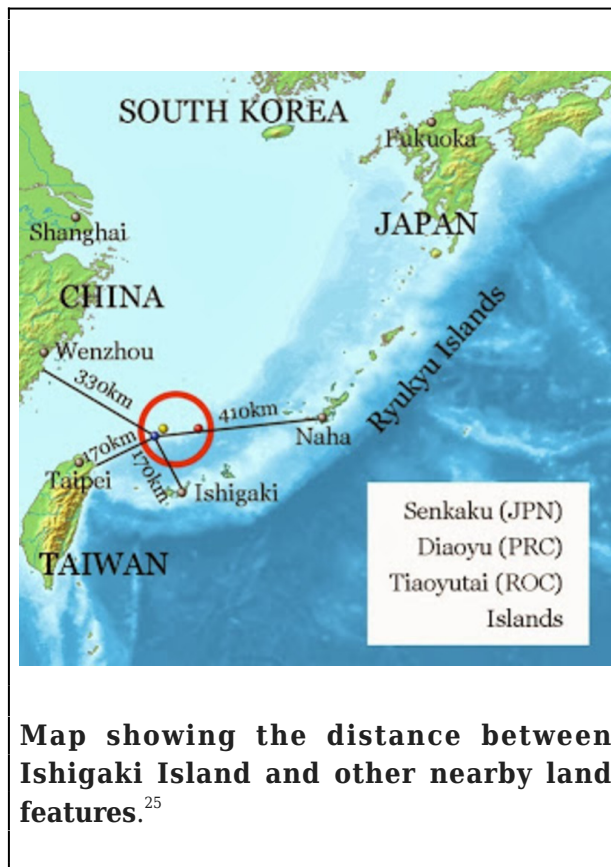 SOUTH KOREA
Fukuoka
JAPAN
Shanghai
CHINA
Wenzhou
Ryukyu Islands
330km
410km
Naha
170km
170km
Taipei
Ishigaki
TAIWAN
Senkaku (JPN)
Diaoyu (PRC)
Tiaoyutai (ROC)
Islands
Map showing the distance between
Ishigaki Island and other nearby land
features.25